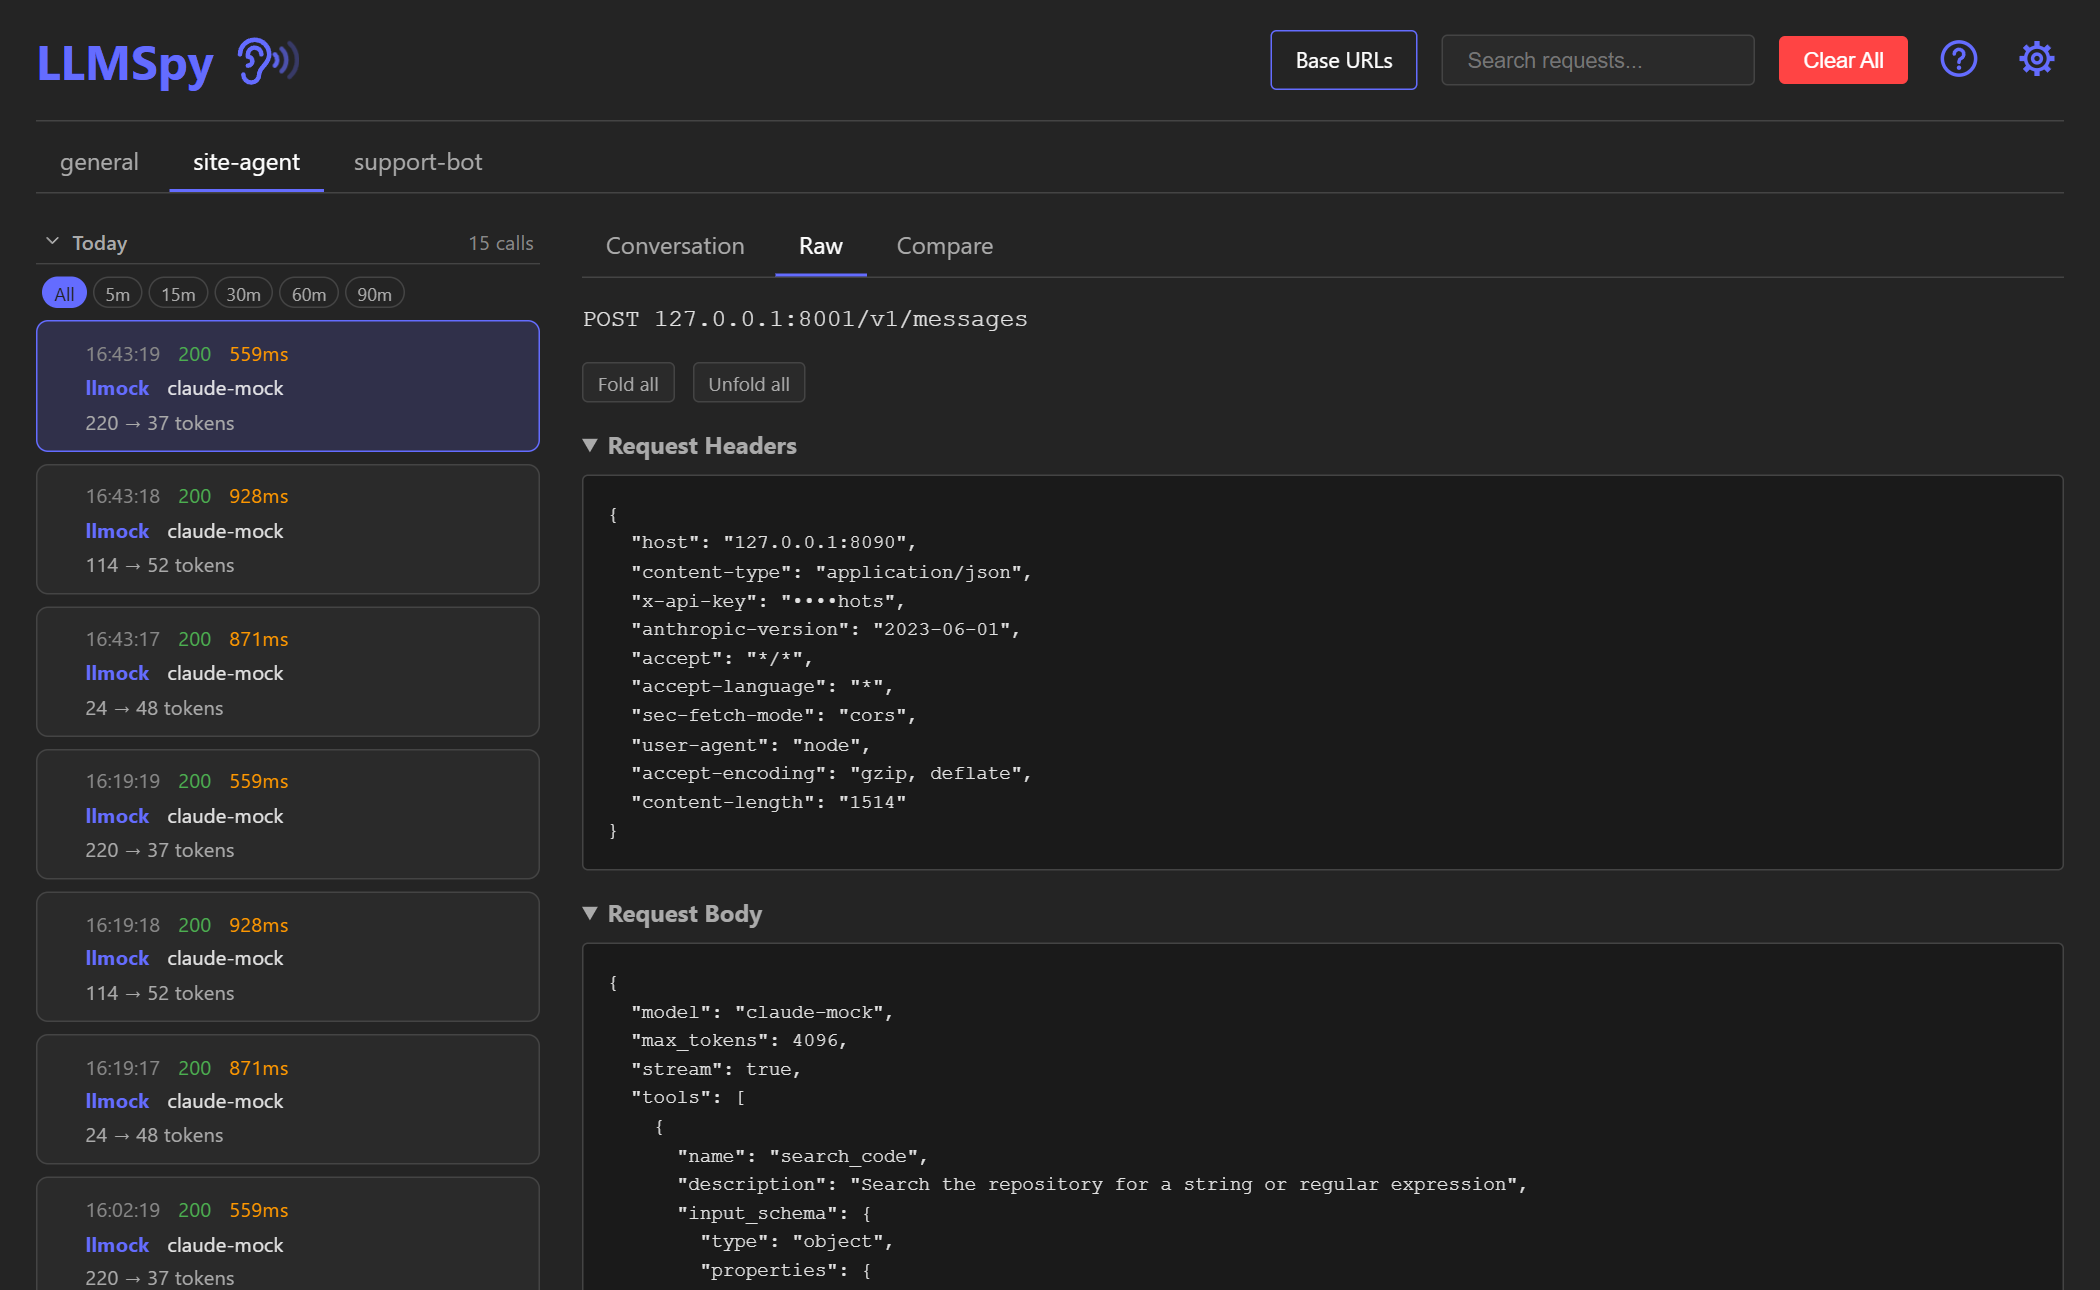 LLMSpy
Base URLs
Search requests...
Clear All
general
site-agent
support-bot
Today
15 calls
All
5m
15m
30m
60m
90m
16:43:19 200 559ms
llmock claude-mock
220 → 37 tokens
16:43:18 200 928ms
llmock claude-mock
114 → 52 tokens
16:43:17 200 871ms
llmock claude-mock
24 → 48 tokens
16:19:19 200 559ms
llmock claude-mock
220 → 37 tokens
16:19:18 200 928ms
llmock claude-mock
114 → 52 tokens
16:19:17 200 871ms
llmock claude-mock
24 → 48 tokens
16:02:19 200 559ms
llmock claude-mock
220 → 37 tokens
Conversation
Raw
Compare
POST 127.0.0.1:8001/v1/messages
Fold all
Unfold all
▼ Request Headers
{
"host": "127.0.0.1:8090",
"content-type": "application/json",
"x-api-key": "••••hots",
"anthropic-version": "2023-06-01",
"accept": "*/*",
"accept-language": "*",
"sec-fetch-mode": "cors",
"user-agent": "node",
"accept-encoding": "gzip, deflate",
"content-length": "1514"
}
▼ Request Body
{
"model": "claude-mock",
"max_tokens": 4096,
"stream": true,
"tools": [
{
"name": "search_code",
"description": "Search the repository for a string or regular expression",
"input_schema": {
"type": "object",
"properties": {